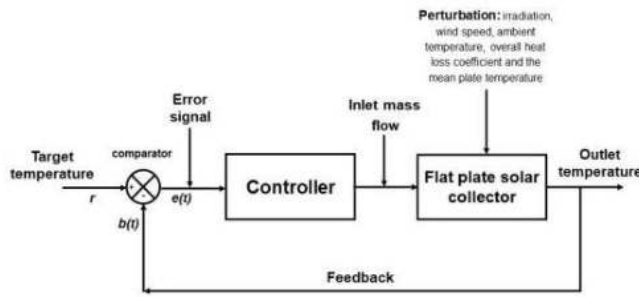 Perturbation: irradiation,
wind speed, ambient
temperature, overall heat
loss coefficient and the
mean plate temperature
Error
signal
Inlet mass
flow
Target
temperature
comparator
Outlet
temperature
+
-
r
e(t)
b(t)
Controller
Flat plate solar
collector
Feedback